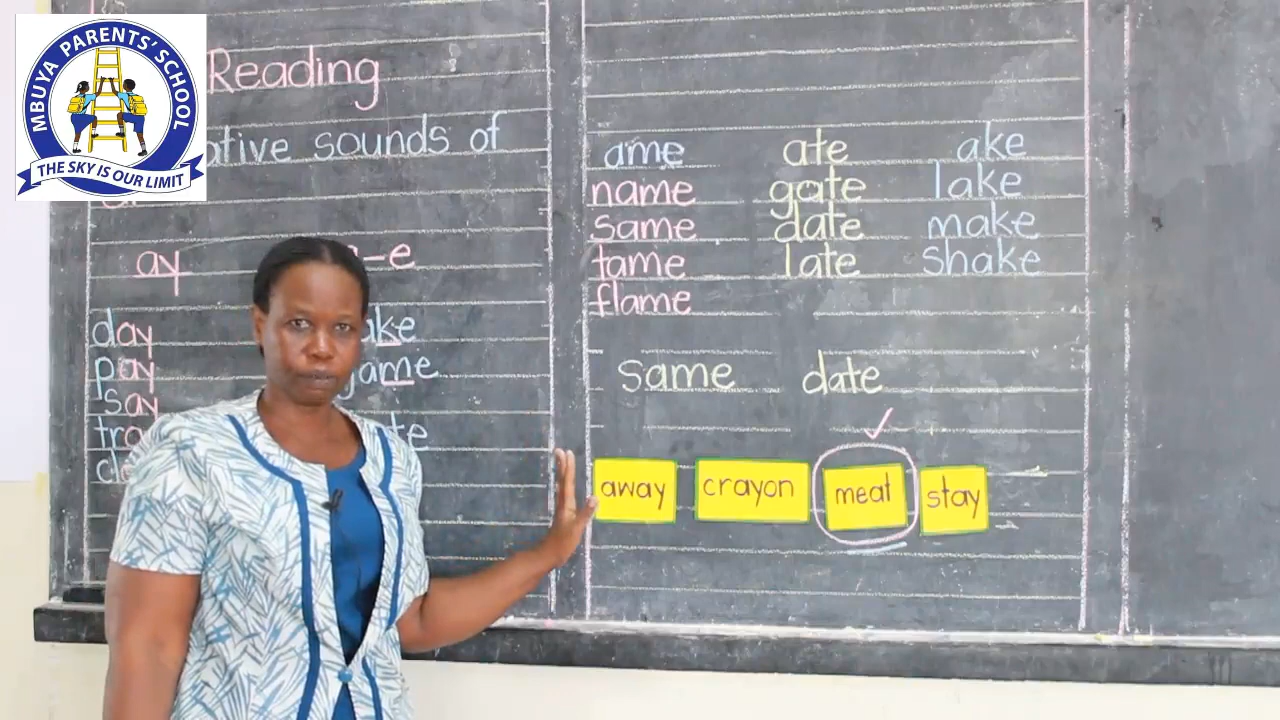 MBUYA PARENTS' SCHOOL
THE SKY IS OUR LIMIT
Reading
sounds of
ay
day
pay
say
ame ate ake
name gate lake
same date make
tame late shake
flame
same date
away crayon meat stay